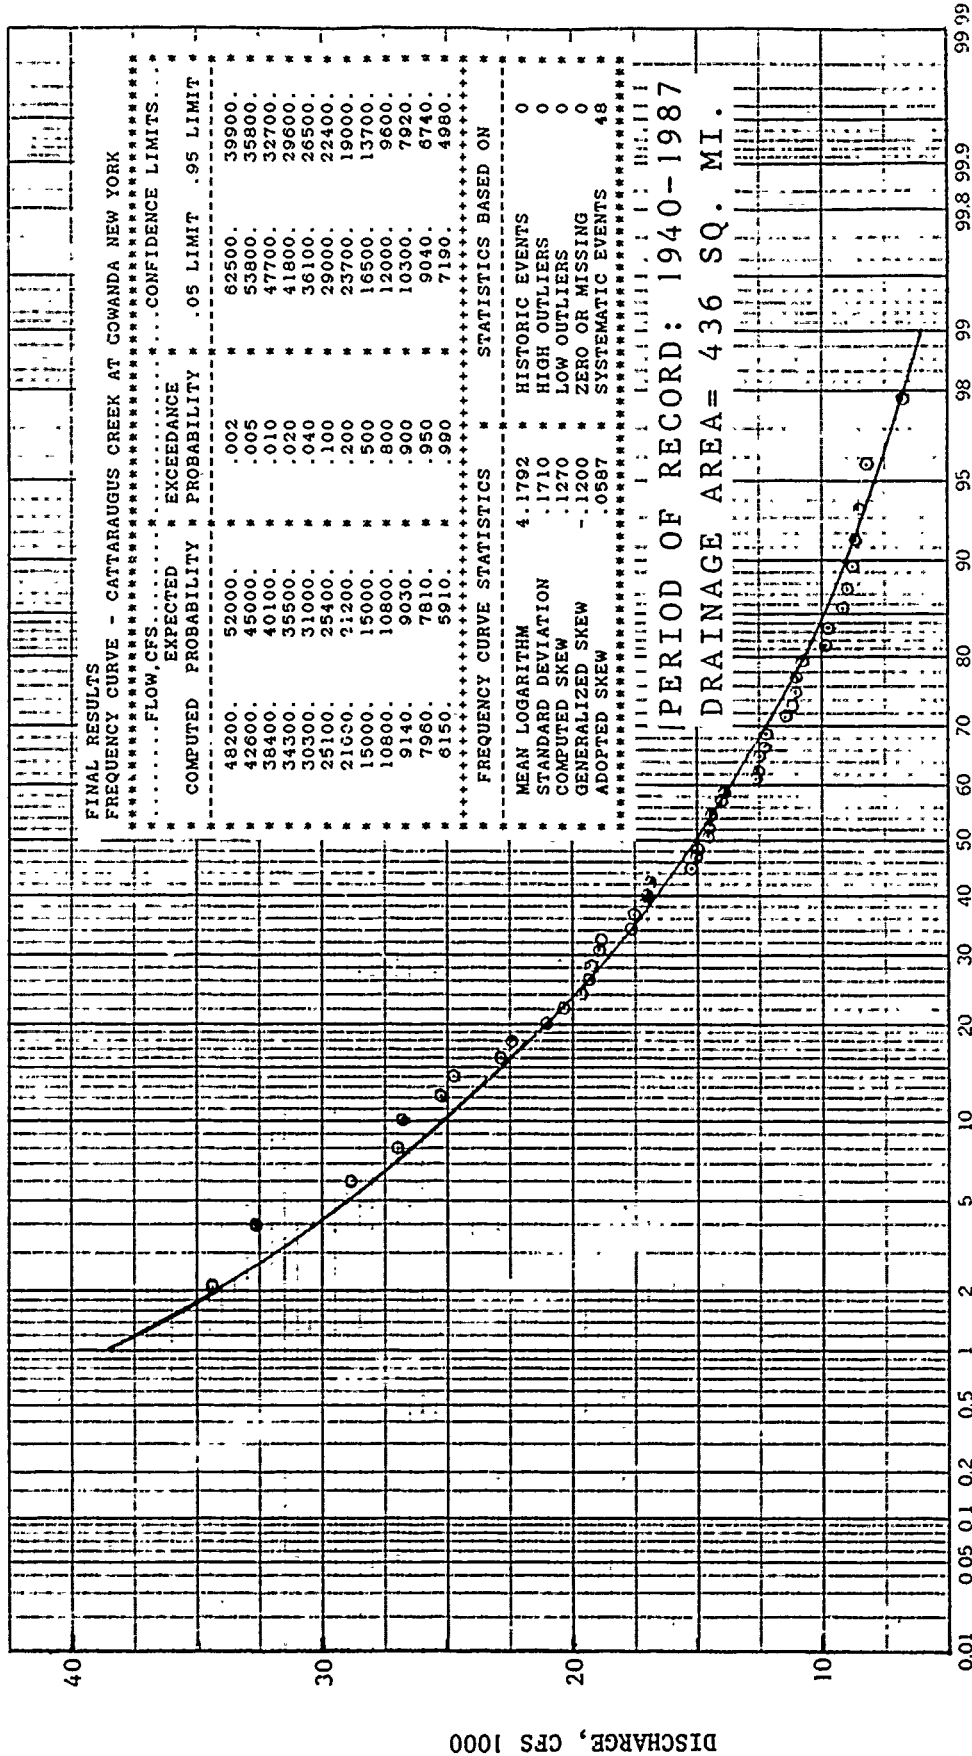 FINAL RESULTS
FREQUENCY CURVE - CATTARAUGUS CREEK AT GOWANDA NEW YORK
*..........FLOW,CFS..........*..........*....CONFIDENCE LIMITS...*
* EXPECTED * EXCEEDANCE * *
* COMPUTED PROBABILITY * PROBABILITY * .05 LIMIT .95 LIMIT *
* 48200. 52000. * .002 * 62500. 39900. *
* 42600. 45000. * .005 * 53800. 35800. *
* 38400. 40100. * .010 * 47700. 32700. *
* 34300. 35500. * .020 * 41800. 29600. *
* 30300. 31000. * .040 * 36100. 26500. *
* 25100. 25400. * .100 * 29000. 22400. *
* 21000. 21200. * .200 * 23700. 19000. *
* 15000. 15000. * .500 * 16500. 13700. *
* 10800. 10800. * .800 * 12000. 9600. *
* 9140. 9030. * .900 * 10300. 7920. *
* 7960. 7810. * .950 * 9040. 6740. *
* 6150. 5910. * .990 * 7190. 4980. *
* FREQUENCY CURVE STATISTICS * STATISTICS BASED ON *
* MEAN LOGARITHM 4.1792 * HISTORIC EVENTS 0 *
* STANDARD DEVIATION .1710 * HIGH OUTLIERS 0 *
* COMPUTED SKEW .1270 * LOW OUTLIERS 0 *
* GENERALIZED SKEW -.1200 * ZERO OR MISSING 0 *
* ADOPTED SKEW .0587 * SYSTEMATIC EVENTS 48 *
PERIOD OF RECORD: 1940-1987
DRAINAGE AREA= 436 SQ. MI.
DISCHARGE, CFS 1000
40
30
20
10
0.01 0.05 0.1 0.2 0.5 1 2 5 10 20 30 40 50 60 70 80 90 95 98 99 99.8 99.9 99 99